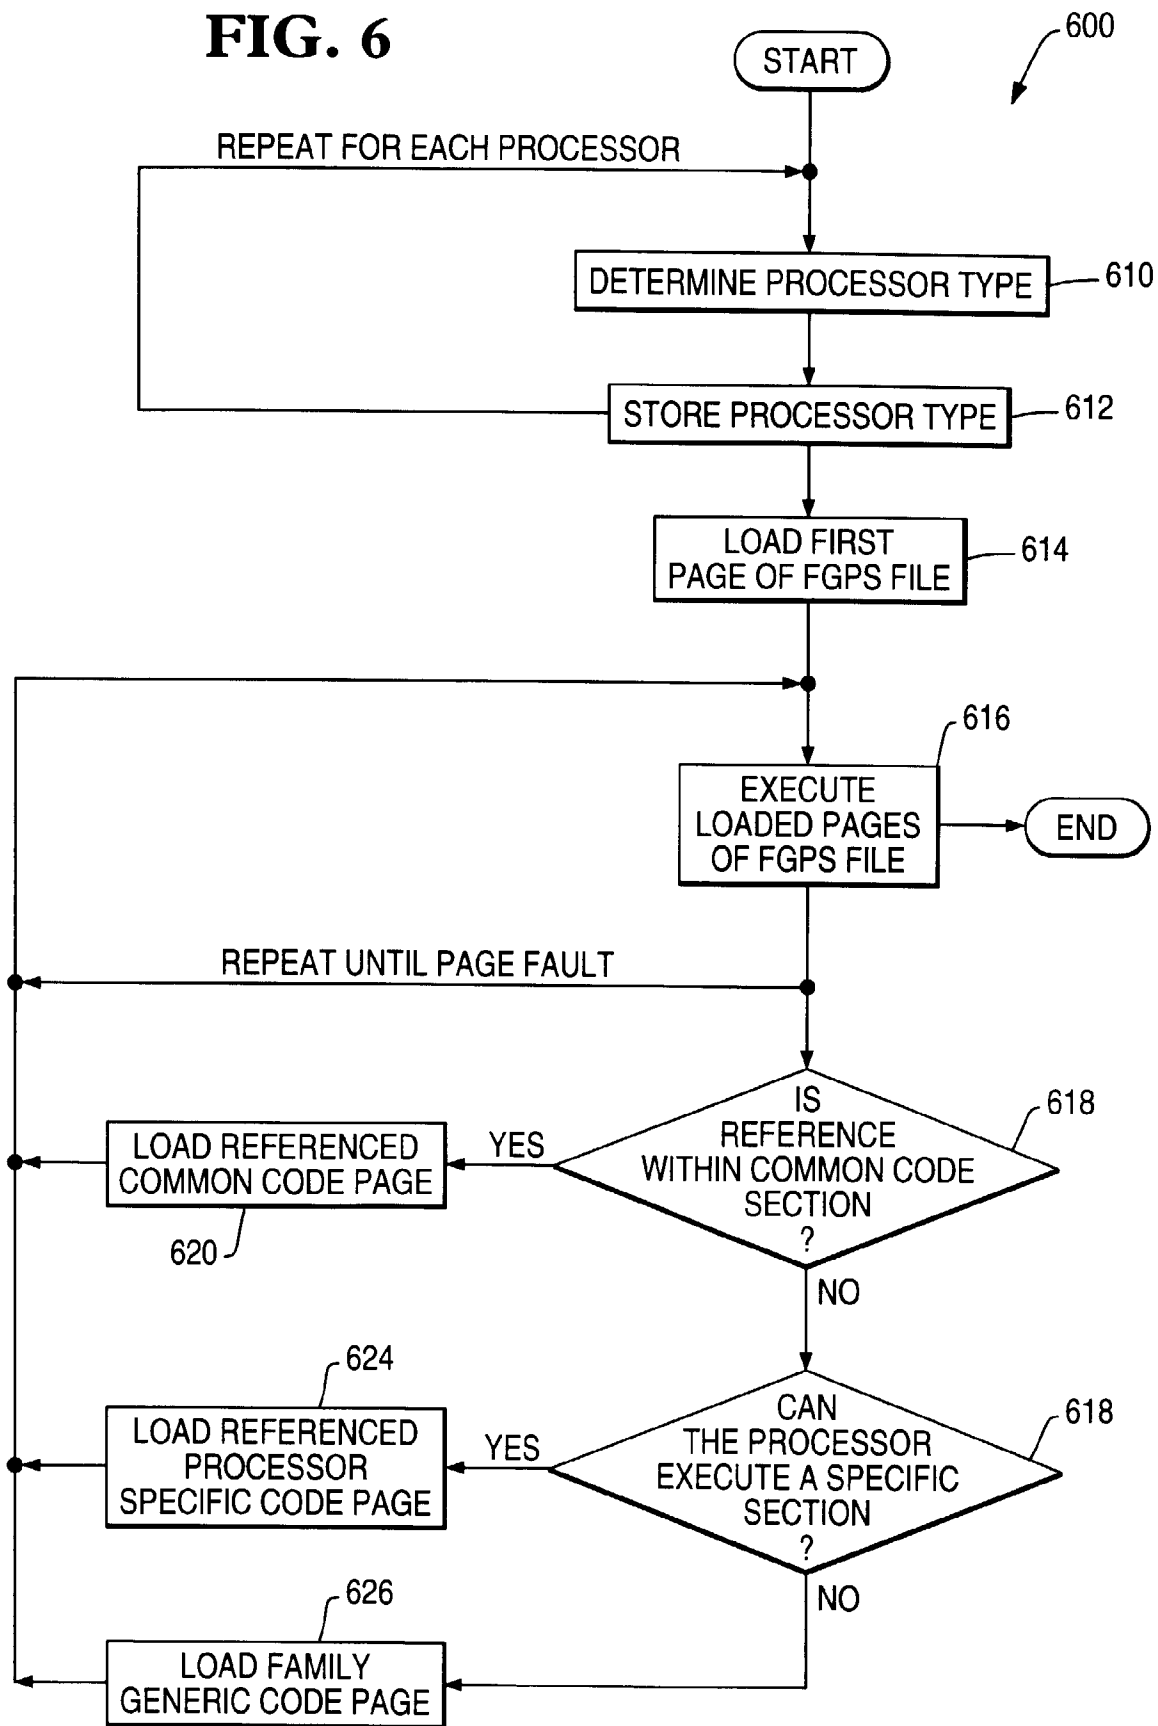 FIG. 6
START
600
REPEAT FOR EACH PROCESSOR
DETERMINE PROCESSOR TYPE
610
STORE PROCESSOR TYPE
612
LOAD FIRST
PAGE OF FGPS FILE
614
616
EXECUTE
LOADED PAGES
OF FGPS FILE
END
REPEAT UNTIL PAGE FAULT
IS
REFERENCE
WITHIN COMMON CODE
SECTION
?
618
YES
LOAD REFERENCED
COMMON CODE PAGE
620
NO
624
CAN
THE PROCESSOR
EXECUTE A SPECIFIC
SECTION
?
618
YES
LOAD REFERENCED
PROCESSOR
SPECIFIC CODE PAGE
NO
626
LOAD FAMILY
GENERIC CODE PAGE